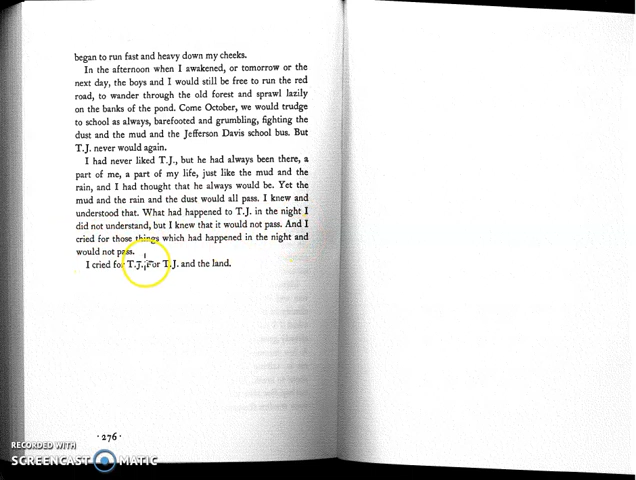 began to run fast and heavy down my cheeks.
In the afternoon when I awakened, or tomorrow or the
next day, the boys and I would still be free to run the red
road, to wander through the old forest and sprawl lazily
on the banks of the pond. Come October, we would trudge
to school as always, barefooted and grumbling, fighting the
dust and the mud and the Jefferson Davis school bus. But
T.J. never would again.
I had never liked T.J., but he had always been there, a
part of me, a part of my life, just like the mud and the
rain, and I had thought that he always would be. Yet the
mud and the rain and the dust would all pass. I knew and
understood that. What had happened to T.J. in the night I
did not understand, but I knew that it would not pass. And I
cried for those things which had happened in the night and
would not pass.
I cried for T.J. For T.J. and the land.
· 276 ·
RECORDED WITH
SCREENCAST MATIC